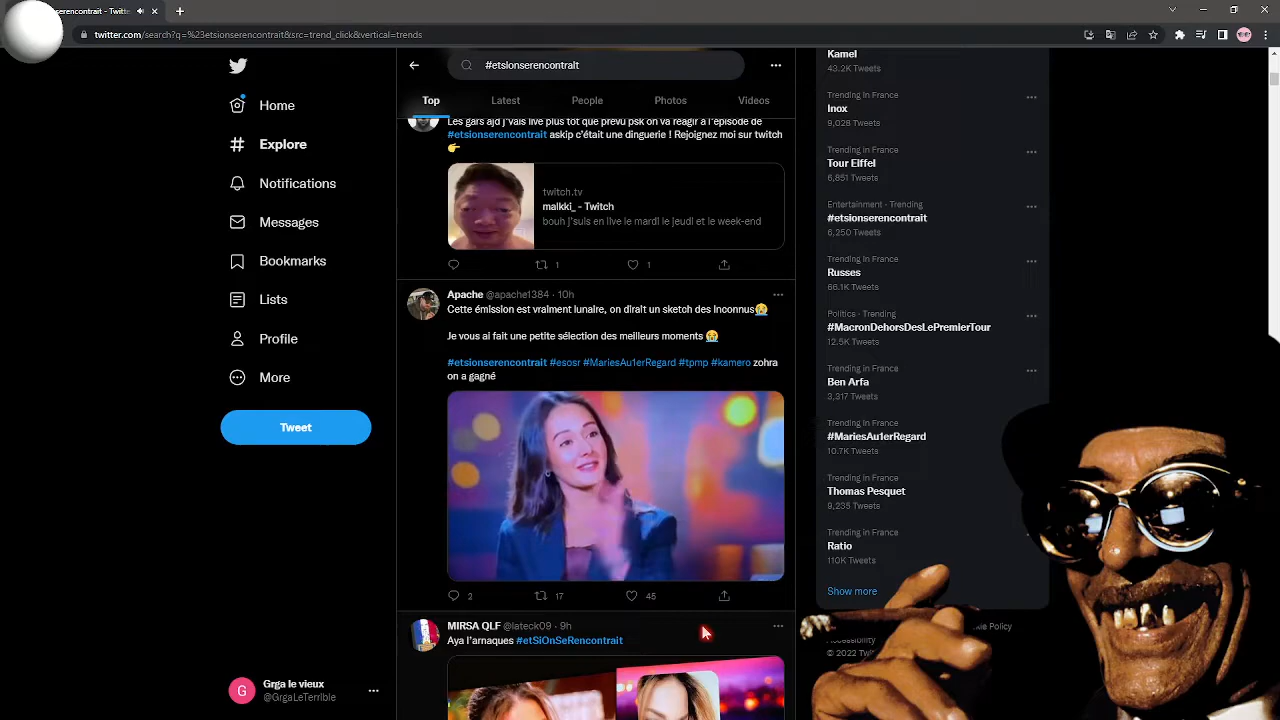 erencontrait - Twitte
twitter.com/search?q=%23etsionserencontrait&src=trend_click&vertical=trends
Home
Explore
Notifications
Messages
Bookmarks
Lists
Profile
More
Tweet
Grga le vieux
@GrgaLeTerrible
#etsionserencontrait
Top
Latest
People
Photos
Videos
Les gars ajd j'vais live plus tot que prévu psk on va réagir à l'épisode de
#etsionserencontrait askip c'était une dinguerie ! Rejoignez moi sur twitch
👉
twitch.tv
malkki_ - Twitch
bouh j'suis en live le mardi le jeudi et le week-end
1
1
Apache @apache1384 · 10h
Cette émission est vraiment lunaire, on dirait un sketch des Inconnus😭
Je vous ai fait une petite sélection des meilleurs moments 😭
#etsionserencontrait #esosr #MariesAu1erRegard #tpmp #kamero zohra
on a gagné
2
17
45
MIRSA QLF @lateck09 · 9h
Aya l'arnaques #etSiOnSeRencontrait
Kamel
43.2K Tweets
Trending in France
Inox
9,028 Tweets
Trending in France
Tour Eiffel
6,851 Tweets
Entertainment · Trending
#etsionserencontrait
6,250 Tweets
Trending in France
Russes
66.1K Tweets
Politics · Trending
#MacronDehorsDesLePremierTour
12.5K Tweets
Trending in France
Ben Arfa
3,317 Tweets
Trending in France
#MariesAu1erRegard
10.7K Tweets
Trending in France
Thomas Pesquet
9,235 Tweets
Trending in France
Ratio
110K Tweets
Show more
kie Policy
Accessibility
© 2022 Twi